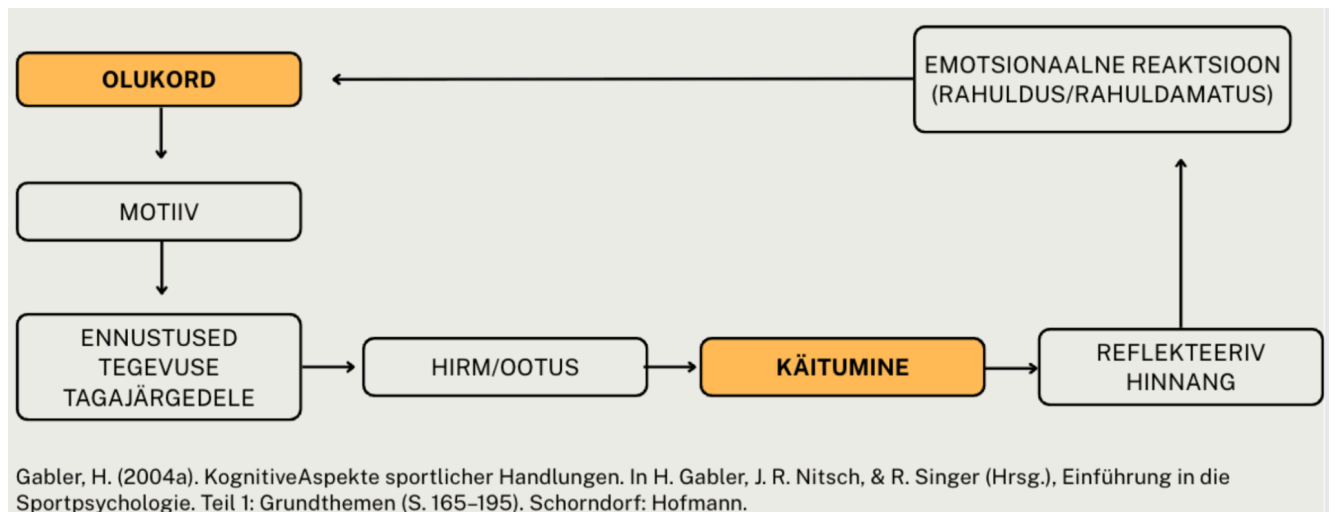 OLUKORD
EMOTSIONAALNE REAKTSIOON
(RAHULDUS/RAHULDAMATUS)
MOTIIV
ENNUSTUSED
TEGEVUSE
TAGAJÄRGEDELE
HIRM/OOTUS
KÄITUMINE
REFLEKTEERIV
HINNANG
Gabler, H. (2004a). KognitiveAspekte sportlicher Handlungen. In H. Gabler, J. R. Nitsch, & R. Singer (Hrsg.), Einführung in die
Sportpsychologie. Teil 1: Grundthemen (S. 165–195). Schorndorf: Hofmann.